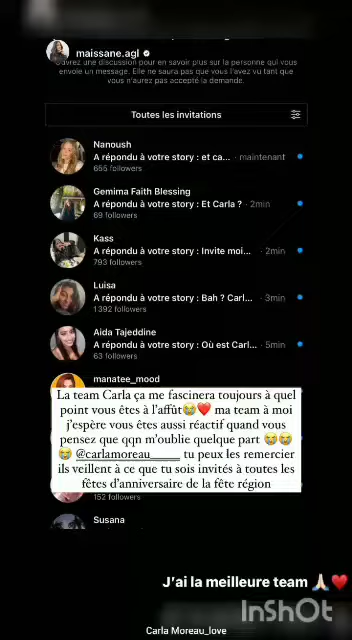 maissane.agl
Ouvrez une discussion pour en savoir plus sur la personne qui vous
envoie un message. Elle ne saura pas que vous l'avez vu tant que
vous n'aurez pas accepté la demande.
Toutes les invitations
Nanoush
A répondu à votre story : et ca... · maintenant
655 followers
Gemima Faith Blessing
A répondu à votre story : Et Carla ? · 2min
69 followers
Kass
A répondu à votre story : Invite moi... · 2min
793 followers
Luisa
A répondu à votre story : Bah ? Carl... · 3min
1 392 followers
Aida Tajeddine
A répondu à votre story : Où est Carl... · 5min
63 followers
manatee_mood
La team Carla ça me fascinera toujours à quel
point vous êtes à l'affût😭❤️ ma team à moi
j'espère vous êtes aussi réactif quand vous
pensez que qqn m'oublie quelque part 😭😭
😭 @carlamoreau____ tu peux les remercier
ils veillent à ce que tu sois invités à toutes les
fêtes d'anniversaire de la fête région
152 followers
Susana
J'ai la meilleure team 🙏🏻❤️
InShOt
Carla Moreau_love